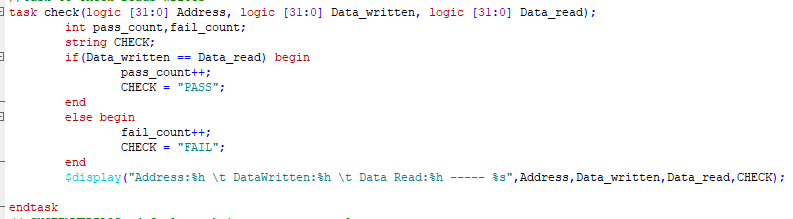 task check(logic [31:0] Address, logic [31:0] Data_written, logic [31:0] Data_read);
int pass_count,fail_count;
string CHECK;
if(Data_written == Data_read) begin
pass_count++;
CHECK = "PASS";
end
else begin
fail_count++;
CHECK = "FAIL";
end
$display("Address:%h \t DataWritten:%h \t Data Read:%h ----- %s",Address,Data_written,Data_read,CHECK);
endtask